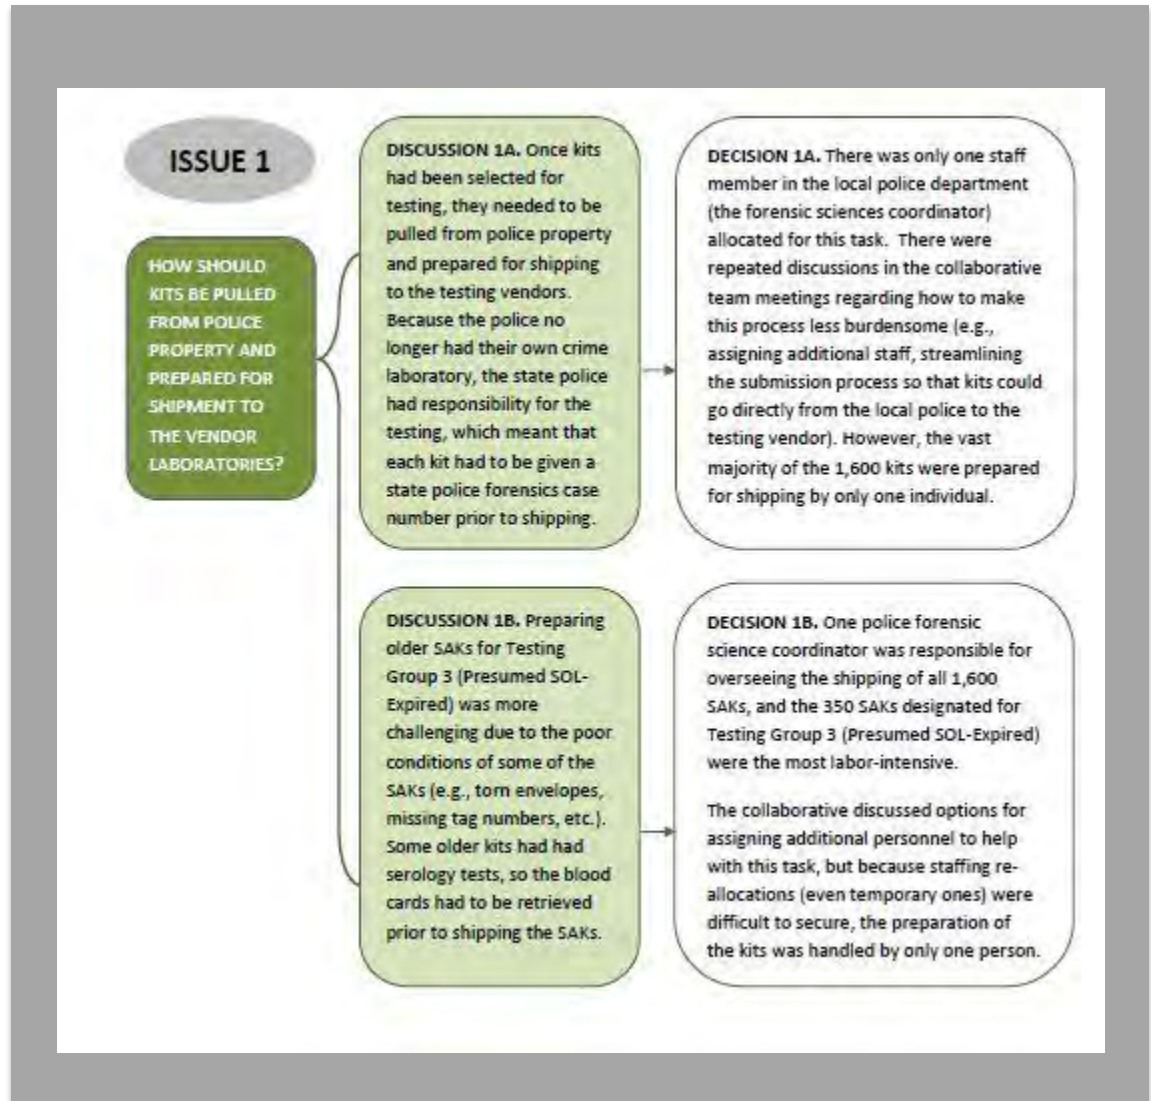 ISSUE 1
HOW SHOULD
KITS BE PULLED
FROM POLICE
PROPERTY AND
PREPARED FOR
SHIPMENT TO
THE VENDOR
LABORATORIES?
DISCUSSION 1A. Once kits
had been selected for
testing, they needed to be
pulled from police property
and prepared for shipping
to the testing vendors.
Because the police no
longer had their own crime
laboratory, the state police
had responsibility for the
testing, which meant that
each kit had to be given a
state police forensics case
number prior to shipping.
DECISION 1A. There was only one staff
member in the local police department
(the forensic sciences coordinator)
allocated for this task.  There were
repeated discussions in the collaborative
team meetings regarding how to make
this process less burdensome (e.g.,
assigning additional staff, streamlining
the submission process so that kits could
go directly from the local police to the
testing vendor). However, the vast
majority of the 1,600 kits were prepared
for shipping by only one individual.
DISCUSSION 1B. Preparing
older SAKs for Testing
Group 3 (Presumed SOL-
Expired) was more
challenging due to the poor
conditions of some of the
SAKs (e.g., torn envelopes,
missing tag numbers, etc.).
Some older kits had had
serology tests, so the blood
cards had to be retrieved
prior to shipping the SAKs.
DECISION 1B. One police forensic
science coordinator was responsible for
overseeing the shipping of all 1,600
SAKs, and the 350 SAKs designated for
Testing Group 3 (Presumed SOL-Expired)
were the most labor-intensive.
The collaborative discussed options for
assigning additional personnel to help
with this task, but because staffing re-
allocations (even temporary ones) were
difficult to secure, the preparation of
the kits was handled by only one person.